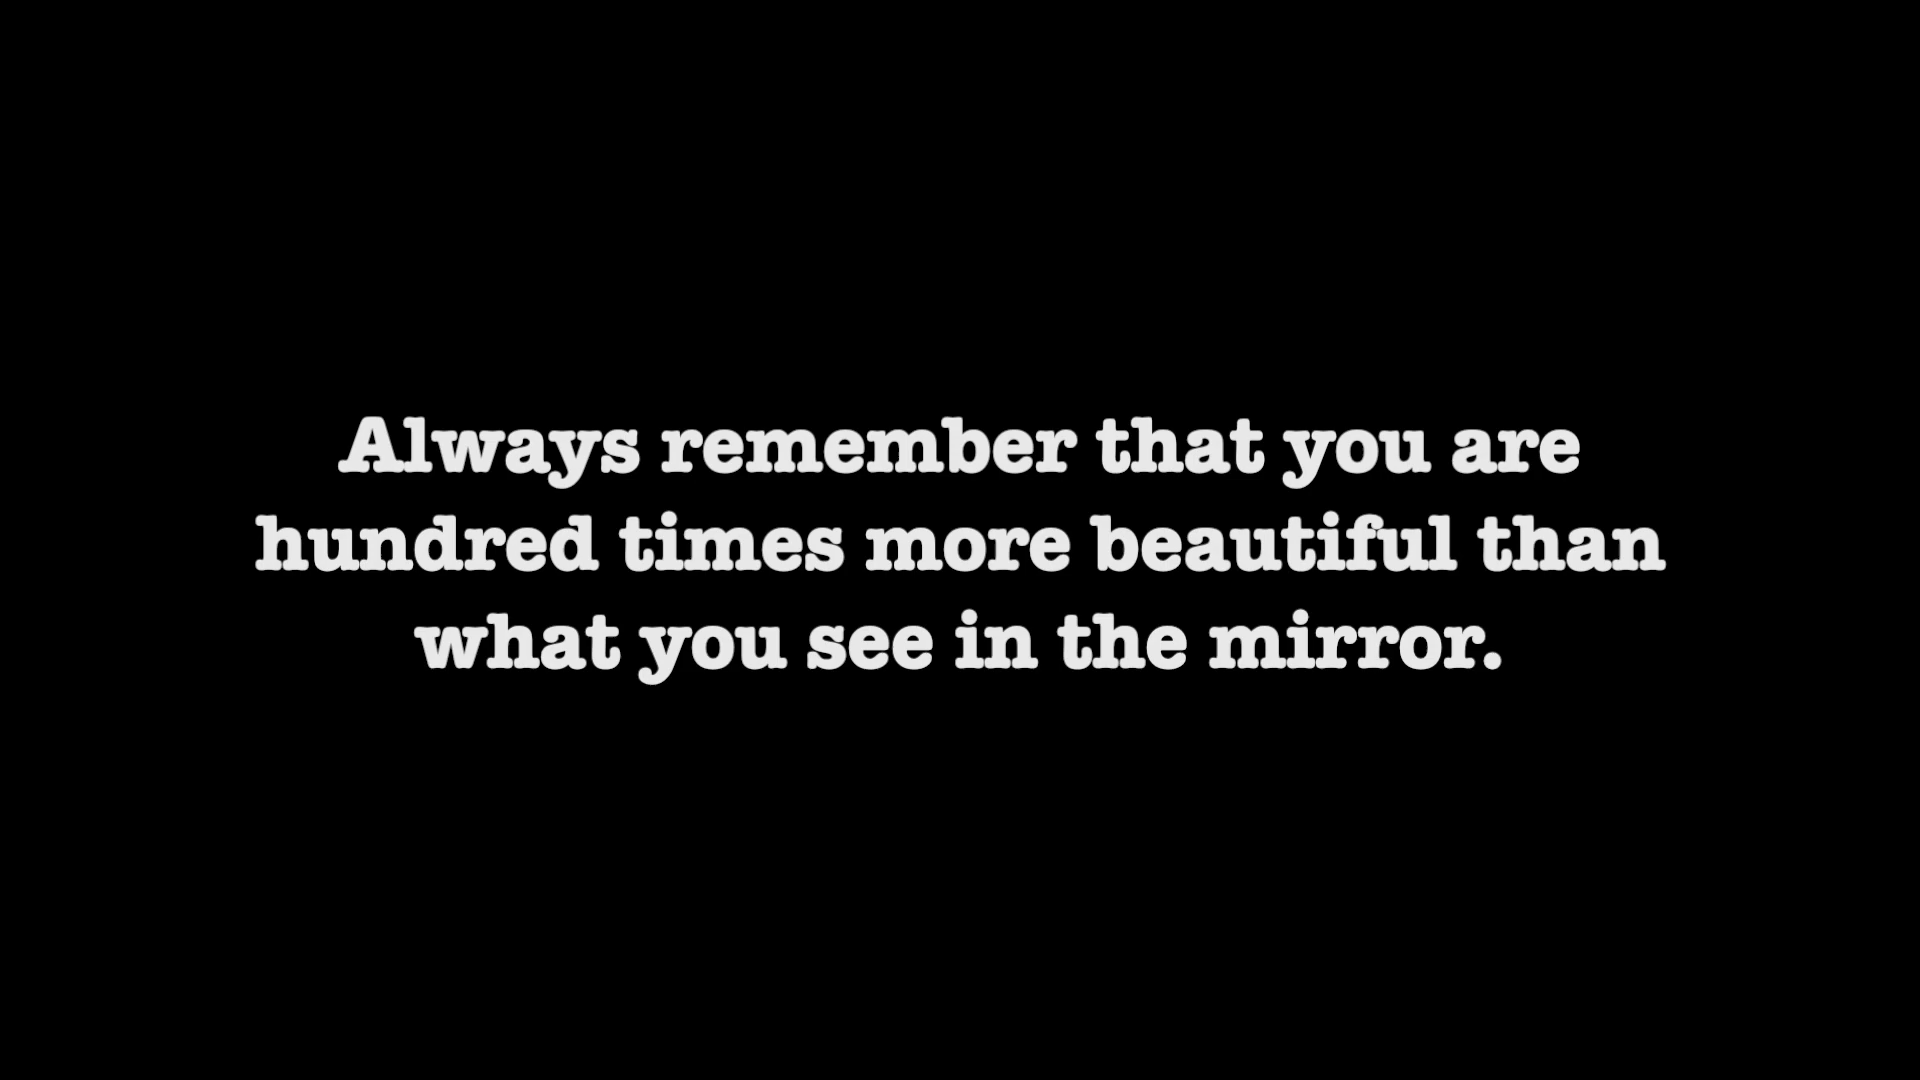 Always remember that you are
hundred times more beautiful than
what you see in the mirror.